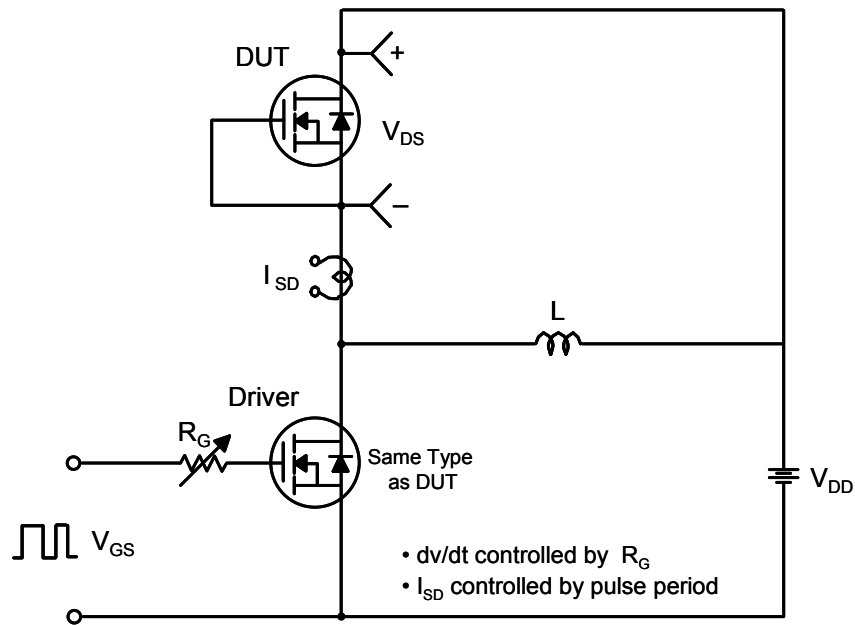 DUT
+
V_DS
−
I_SD
L
Driver
R_G
Same Type
as DUT
V_DD
V_GS
• dv/dt controlled by R_G
• I_SD controlled by pulse period